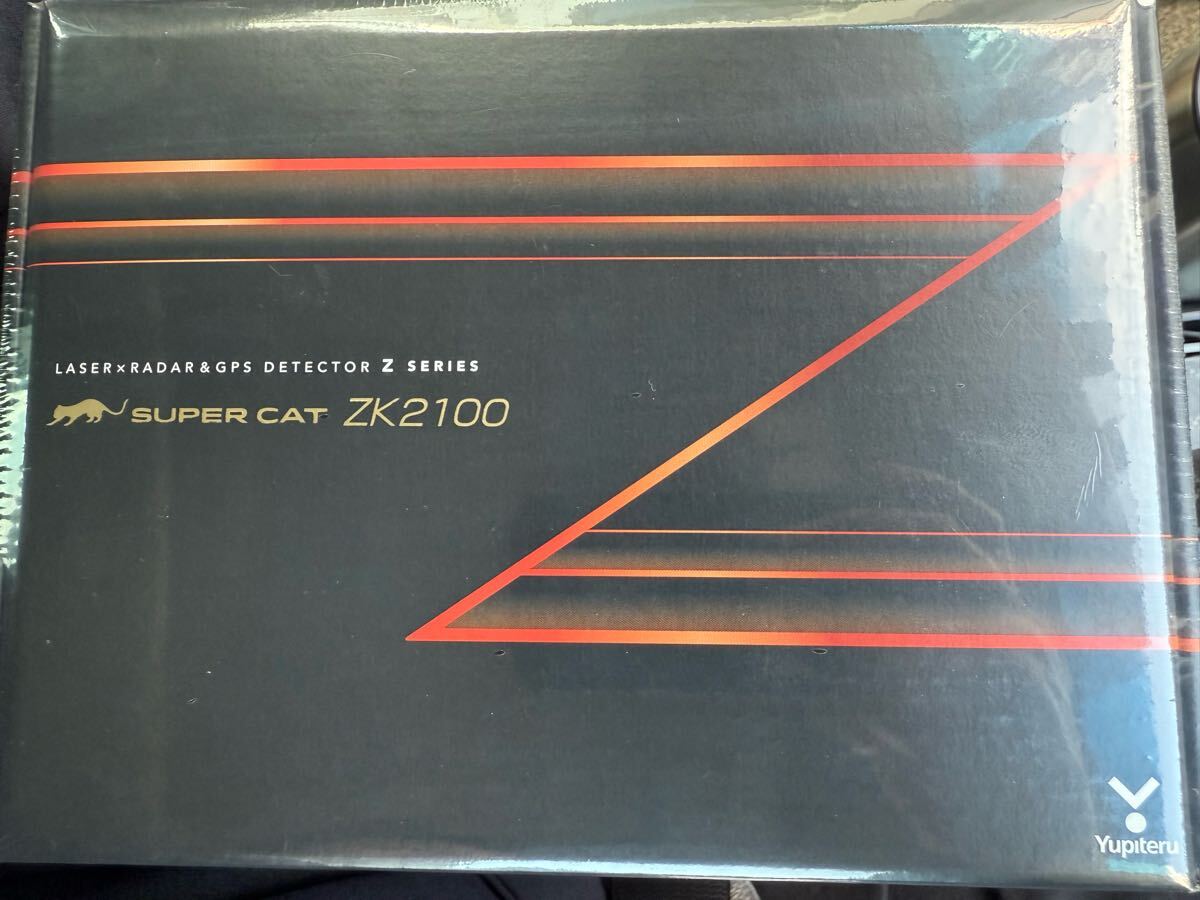 LASER×RADAR&GPS DETECTOR Z SERIES
SUPER CAT ZK2100
Yupiteru